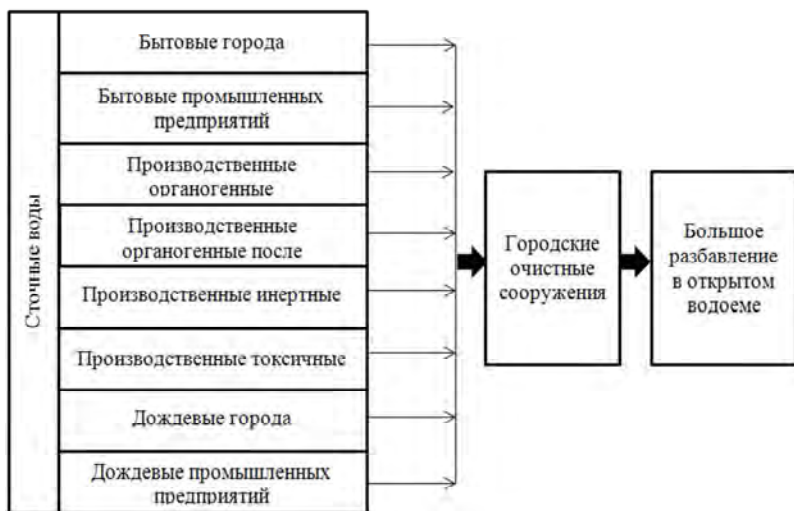 Сточные воды
Бытовые города
Бытовые промышленных
предприятий
Производственные
органогенные
Производственные
органогенные после
Производственные инертные
Производственные токсичные
Дождевые города
Дождевые промышленных
предприятий
Городские
очистные
сооружения
Большое
разбавление
в открытом
водоеме